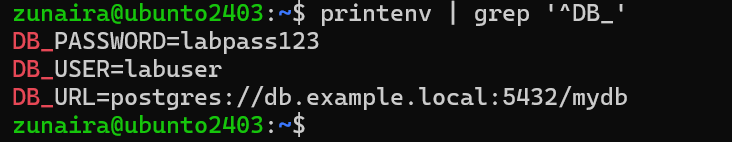 zunaira@ubunto2403:~$ printenv | grep '^DB_'
DB_PASSWORD=labpass123
DB_USER=labuser
DB_URL=postgres://db.example.local:5432/mydb
zunaira@ubunto2403:~$